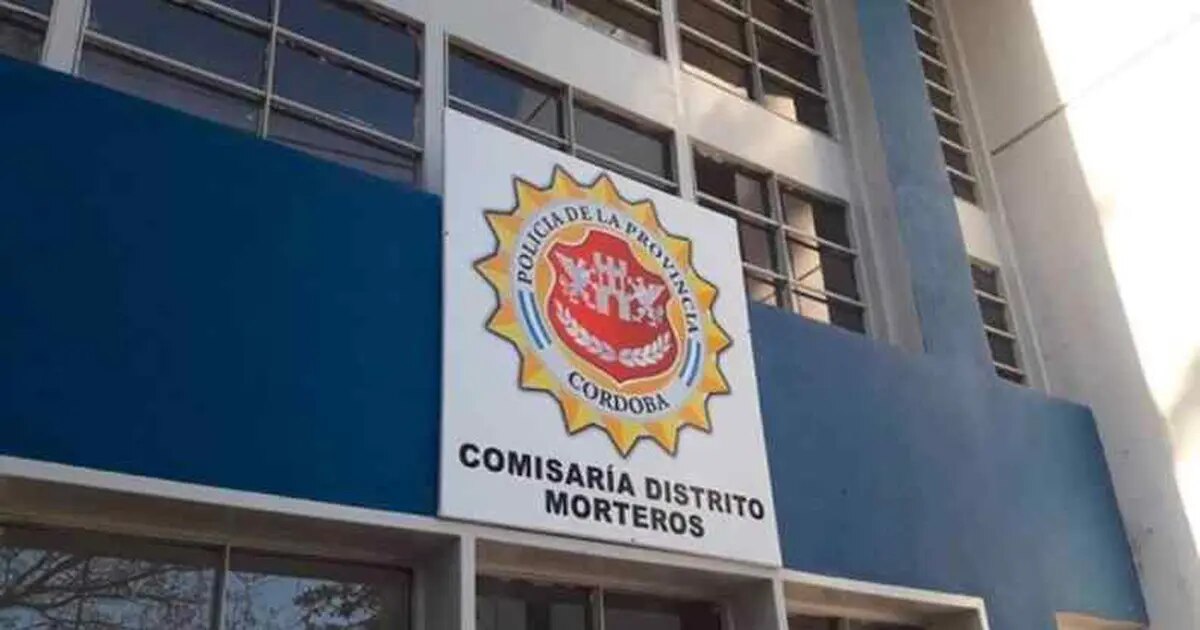 POLICIA DE LA PROVINCIA
CORDOBA
COMISARÍA DISTRITO
MORTEROS